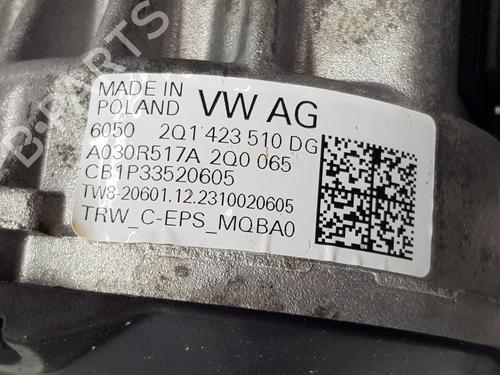 B-PARTS
MADE IN
POLAND VW AG
6050 2Q1 423 510 DG
A030R517A 2Q0 065
CB1P33520605
TW8-20601.12.2310020605
TRW_C-EPS_MQBA0